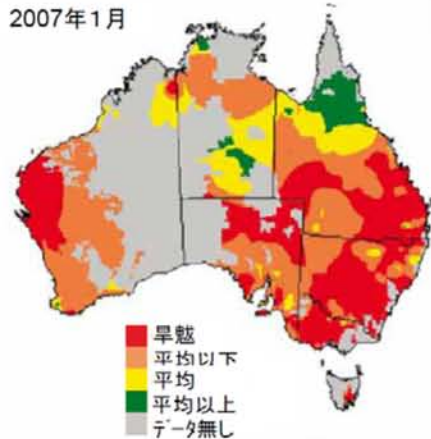 2007年1月
旱魃
平均以下
平均
平均以上
データ無し